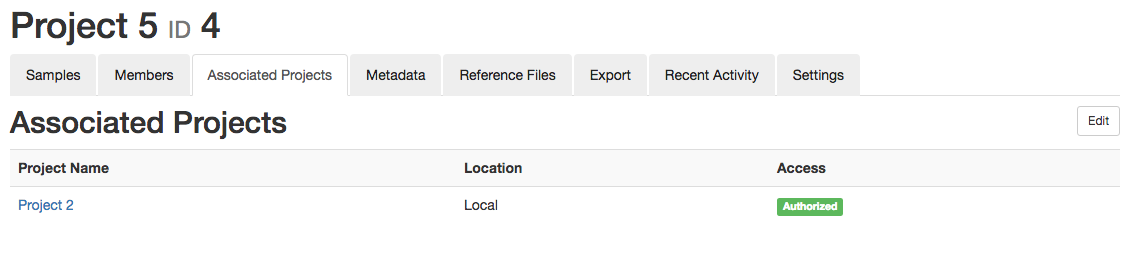 Project 5 ID 4
Samples Members Associated Projects Metadata Reference Files Export Recent Activity Settings
Associated Projects Edit
Project Name Location Access
Project 2 Local Authorized